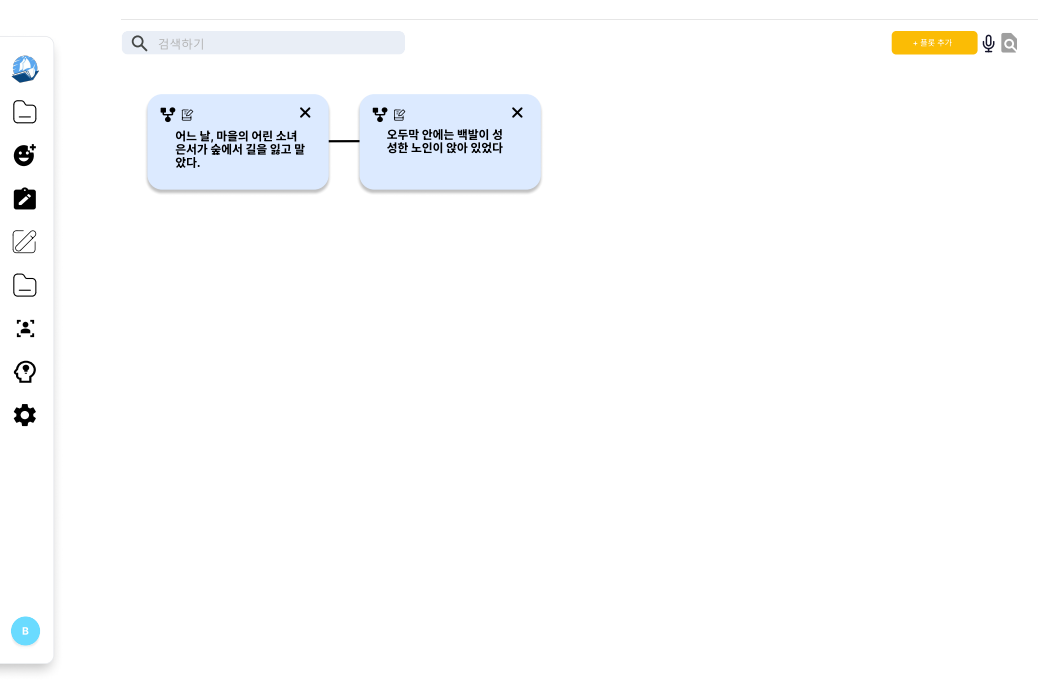 검색하기
+ 플롯 추가
어느 날, 마을의 어린 소녀
은서가 숲에서 길을 잃고 말
았다.
오두막 안에는 백발이 성
성한 노인이 앉아 있었다
B